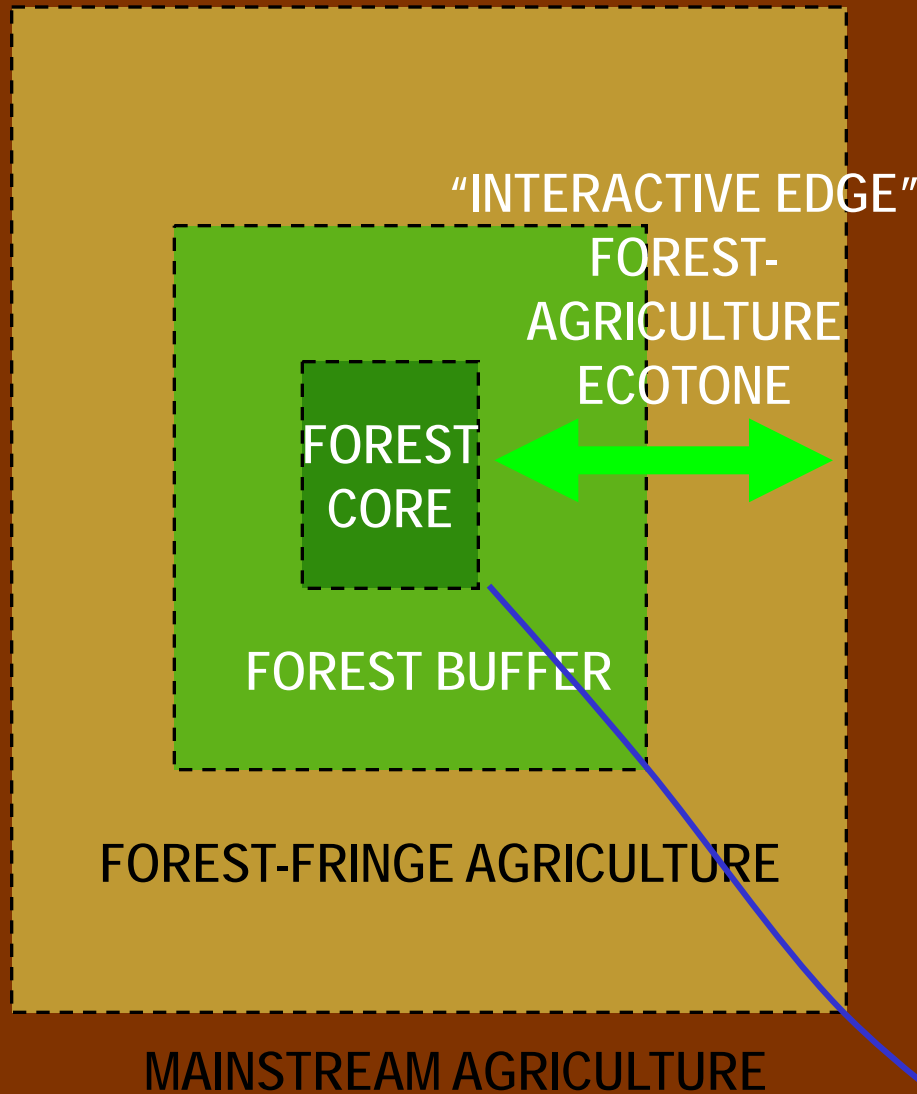 “INTERACTIVE EDGE”
FOREST-
AGRICULTURE
ECOTONE
FOREST
CORE
FOREST BUFFER
FOREST-FRINGE AGRICULTURE
MAINSTREAM AGRICULTURE